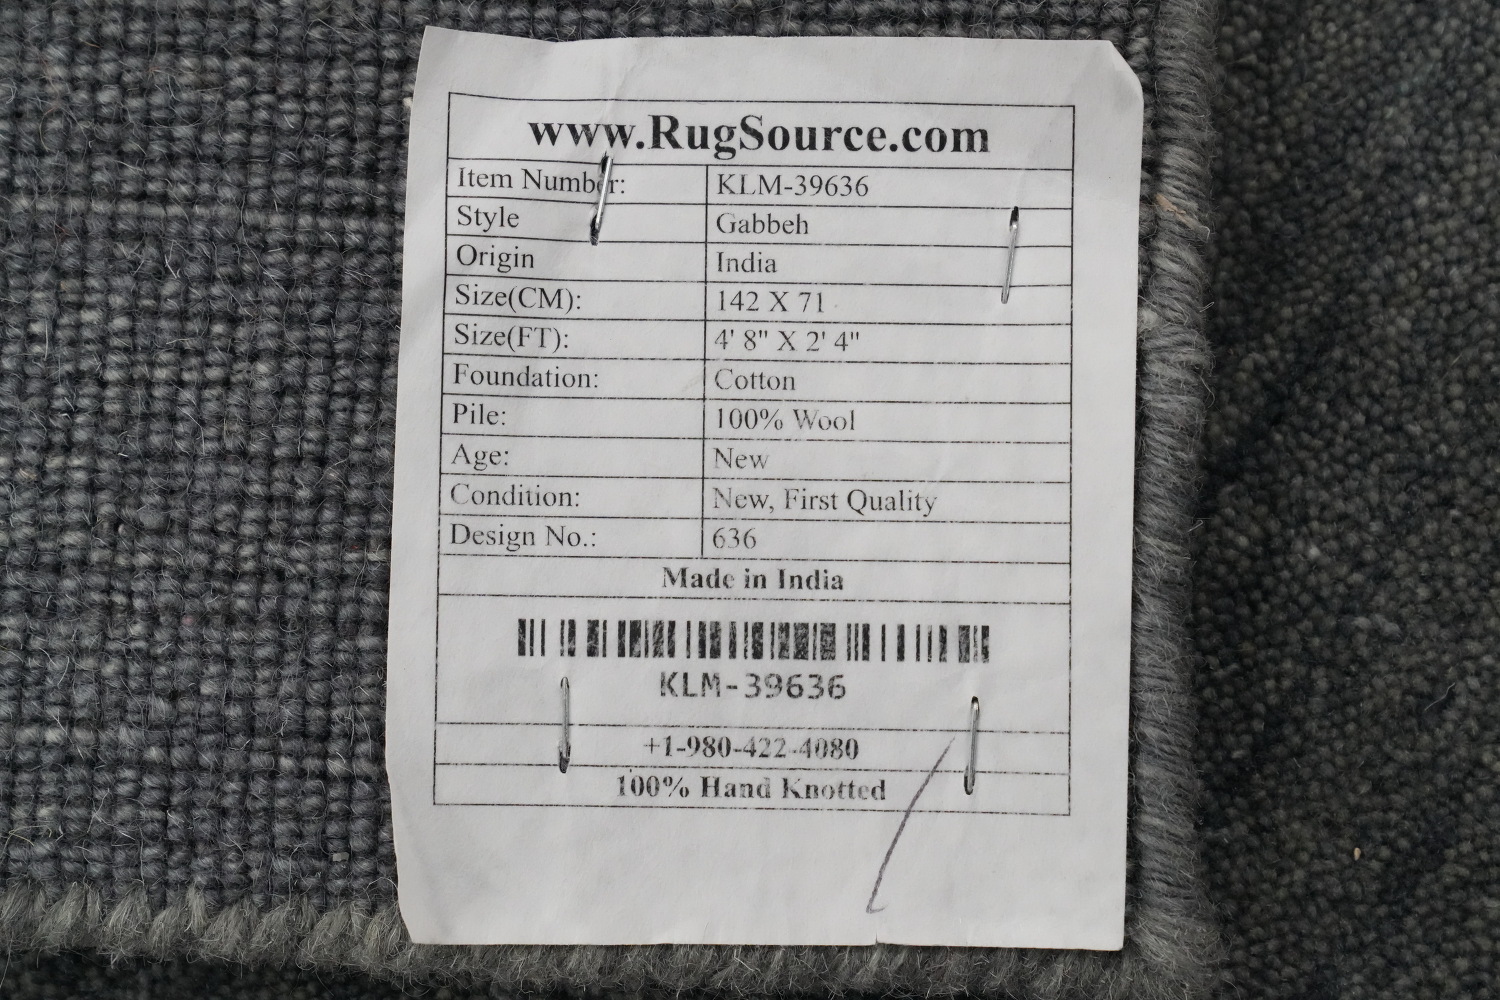 www.RugSource.com
Item Number: KLM-39636
Style Gabbeh
Origin India
Size(CM): 142 X 71
Size(FT): 4' 8" X 2' 4"
Foundation: Cotton
Pile: 100% Wool
Age: New
Condition: New, First Quality
Design No.: 636
Made in India
KLM-39636
+1-980-422-4080
100% Hand Knotted